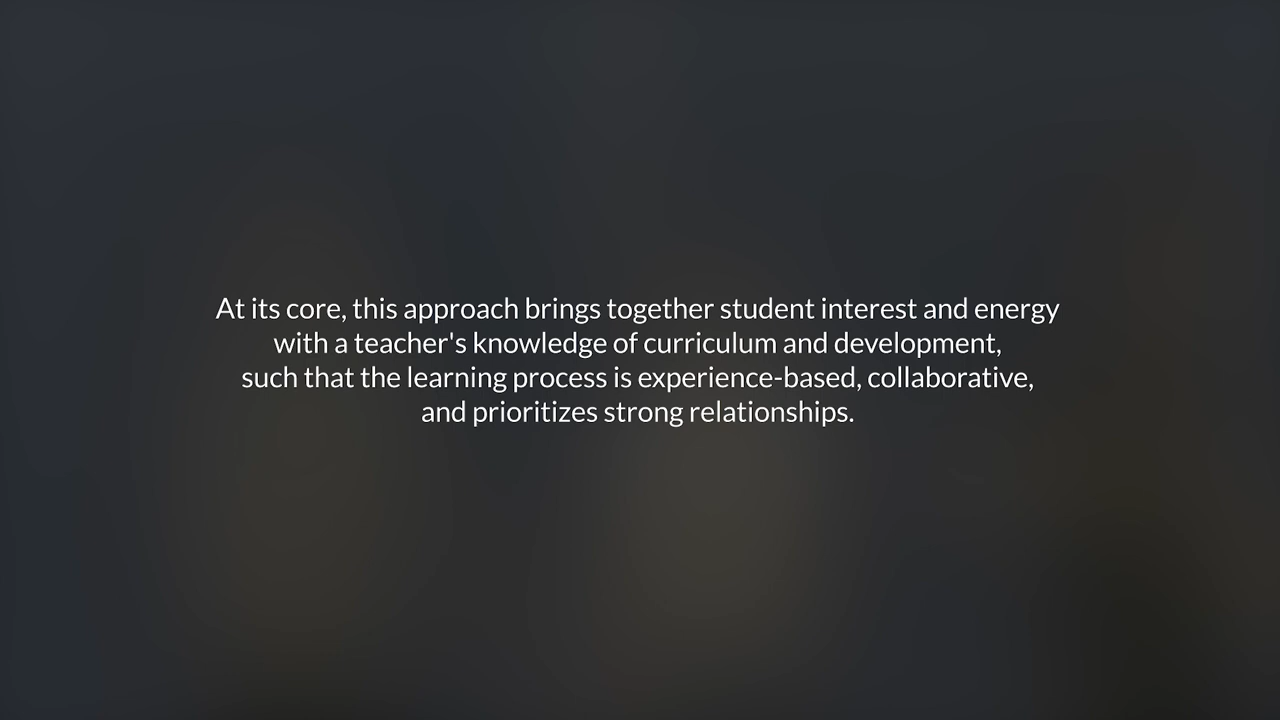 At its core, this approach brings together student interest and energy
with a teacher's knowledge of curriculum and development,
such that the learning process is experience-based, collaborative,
and prioritizes strong relationships.